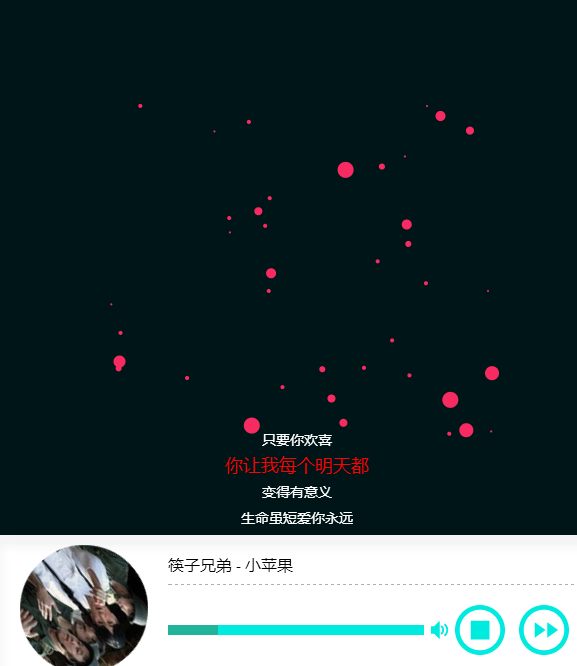 只要你欢喜
你让我每个明天都
变得有意义
生命虽短爱你永远
筷子兄弟 - 小苹果